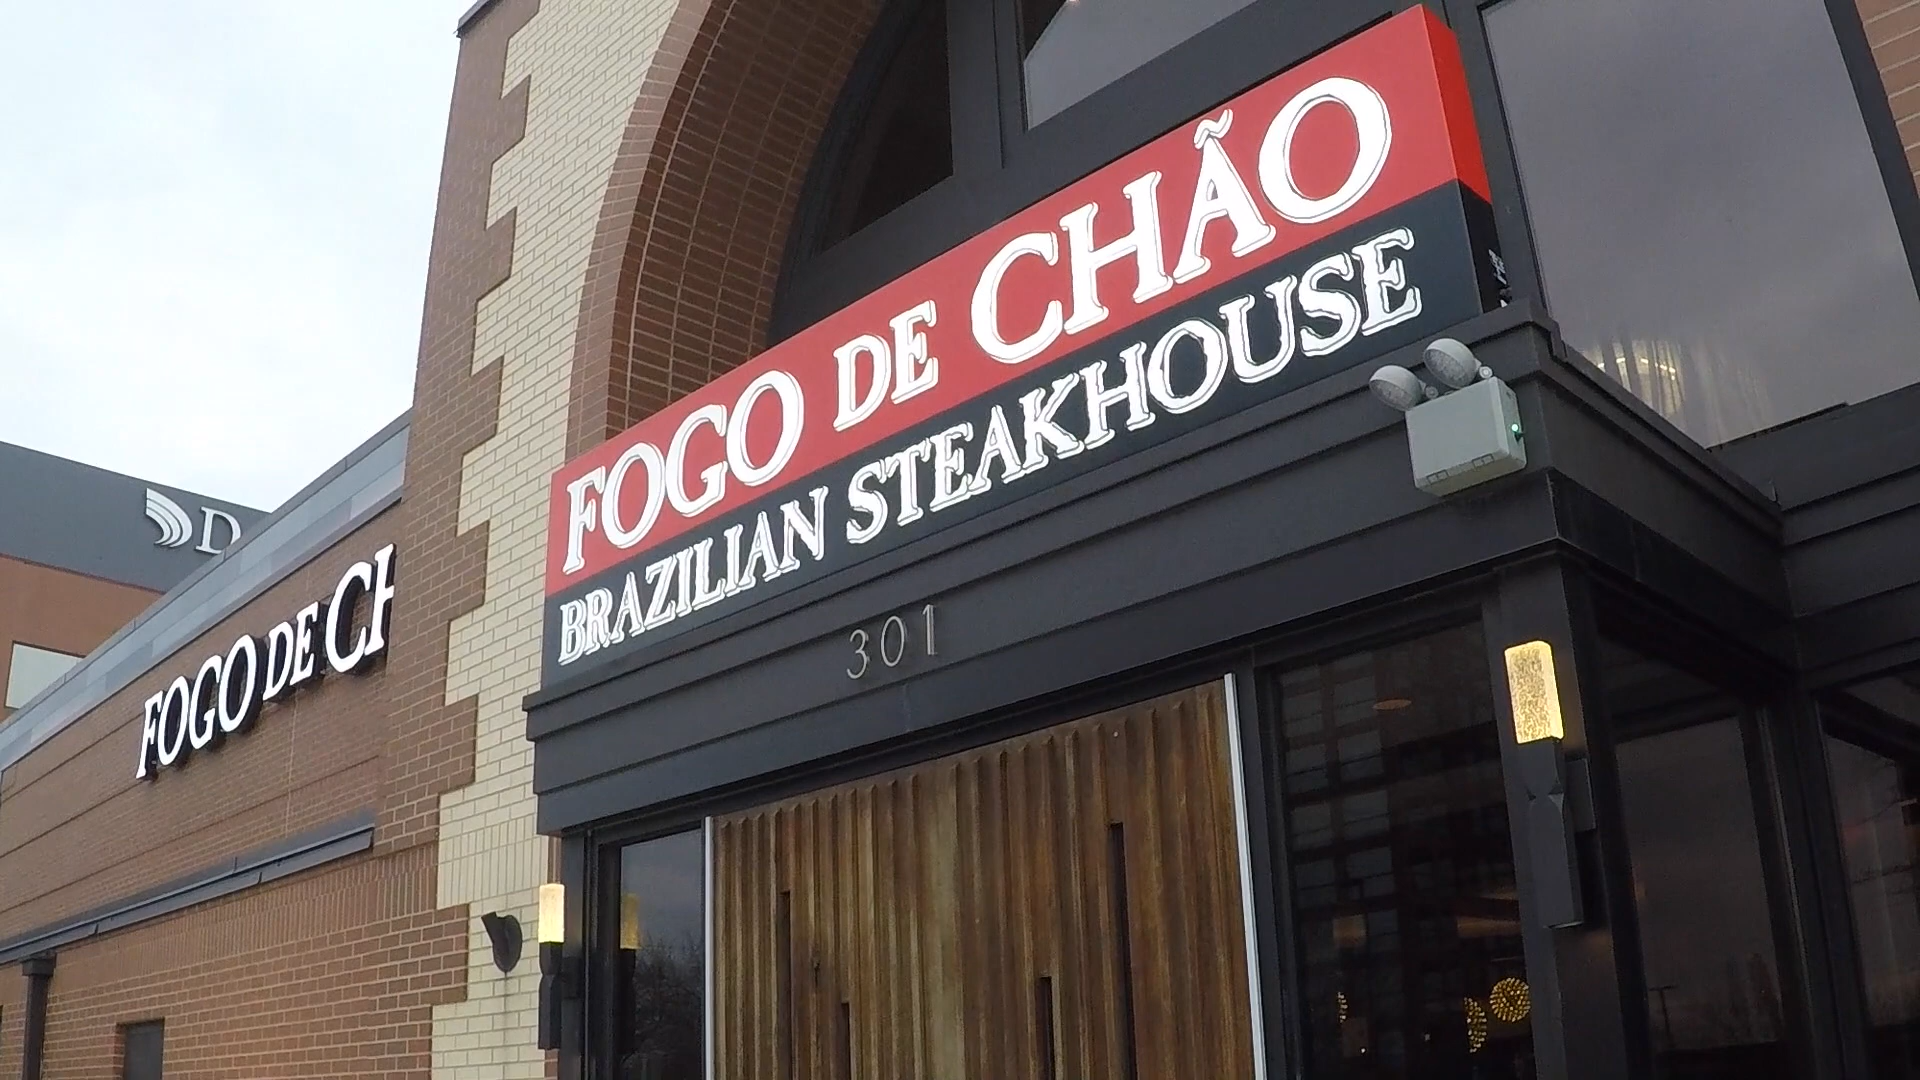 FOGO DE CHÃO
BRAZILIAN STEAKHOUSE
301
FOGO DE CH
D